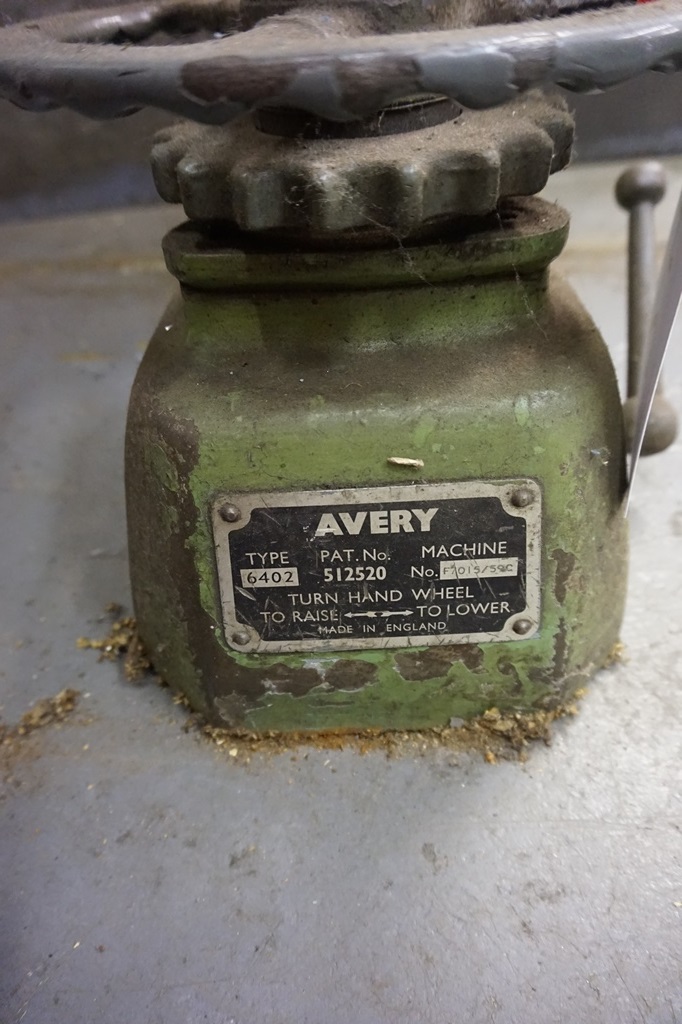 AVERY
TYPE PAT. No. MACHINE
6402 512520 No.
TURN HAND WHEEL
TO RAISE TO LOWER
MADE IN ENGLAND